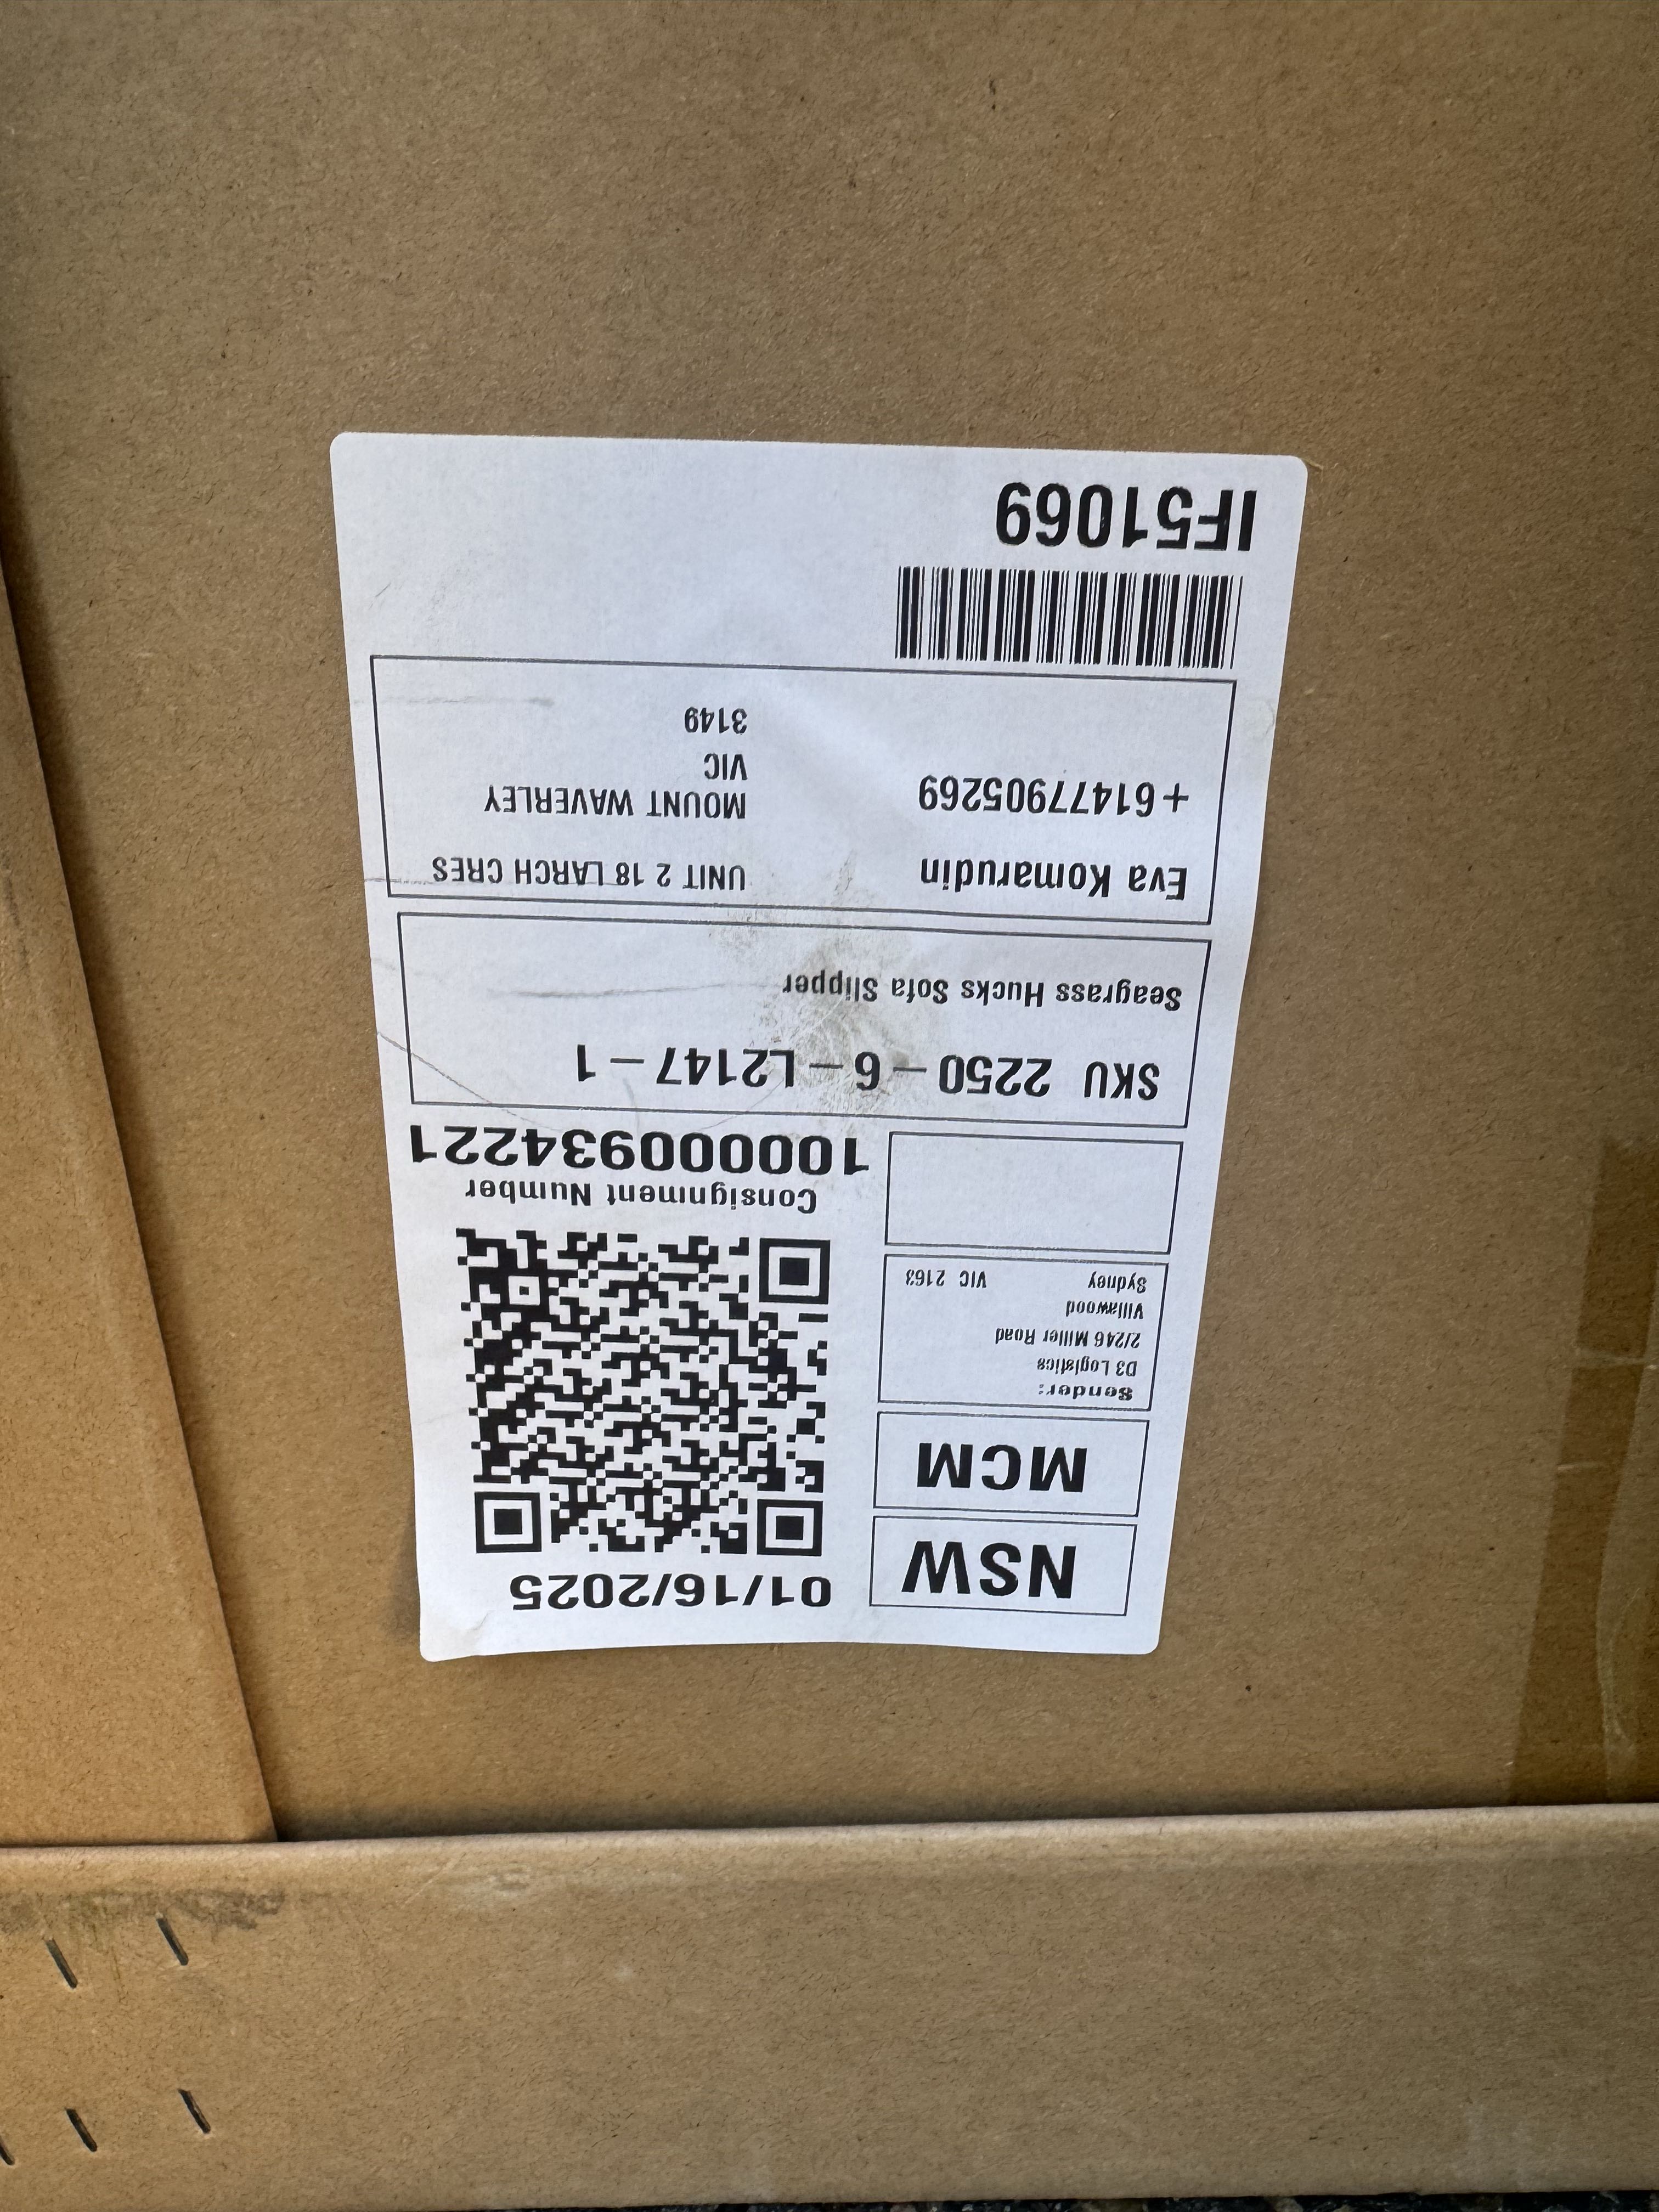 NSW
01/16/2025
MCM
Sender:
D3 Logistics
2/246 Miller Road
Villawood
Sydney VIC 2163
Consignment Number
10000934221
SKU 2250-6-L2147-1
Seagrass Hucks Sofa Slipper
Eva Komarudin
+61477905269
UNIT 2 18 LARCH CRES
MOUNT WAVERLEY
VIC
3149
IF51069